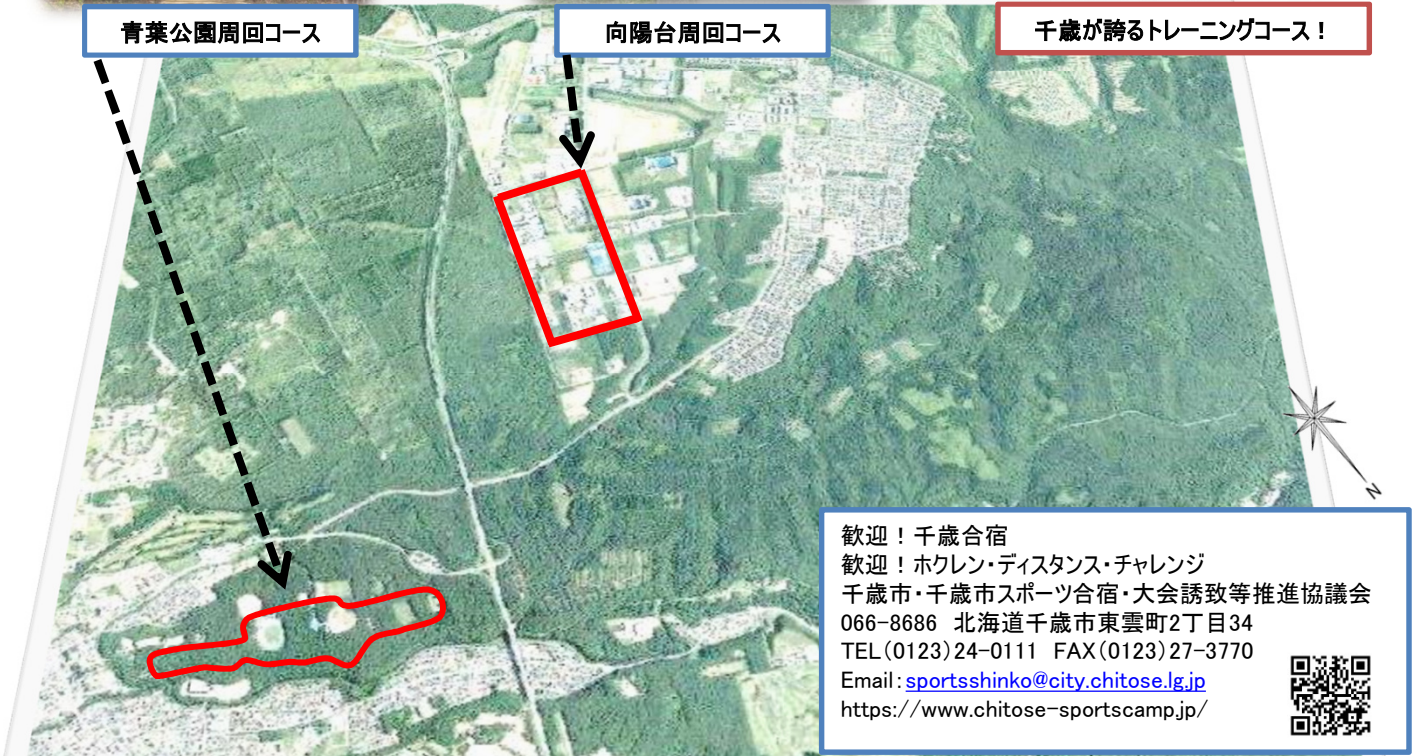 青葉公園周回コース
向陽台周回コース
千歳が誇るトレーニングコース！
N
歓迎！千歳合宿
歓迎！ホクレン・ディスタンス・チャレンジ
千歳市・千歳市スポーツ合宿・大会誘致等推進協議会
066-8686 北海道千歳市東雲町2丁目34
TEL(0123)24-0111 FAX(0123)27-3770
Email：sportsshinko@city.chitose.lg.jp
https://www.chitose-sportscamp.jp/